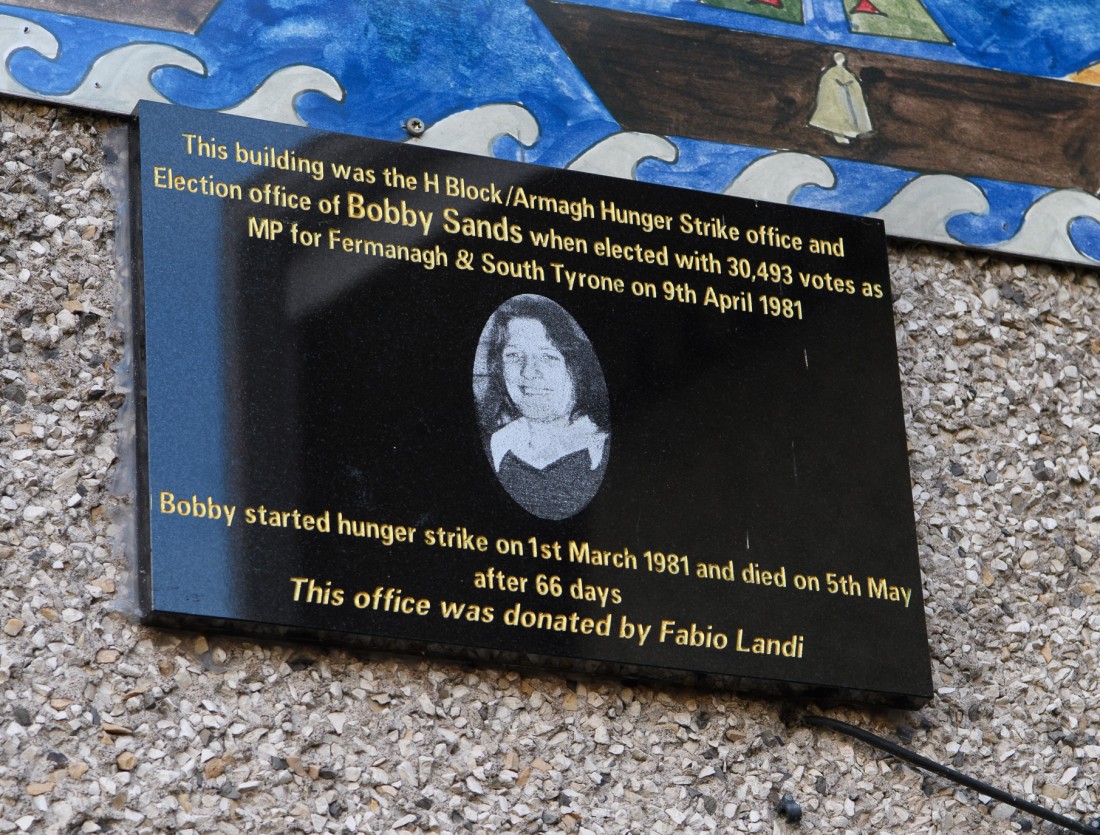 This building was the H Block/Armagh Hunger Strike office and
Election office of Bobby Sands when elected with 30,493 votes as
MP for Fermanagh & South Tyrone on 9th April 1981
Bobby started hunger strike on 1st March 1981 and died on 5th May
after 66 days
This office was donated by Fabio Landi